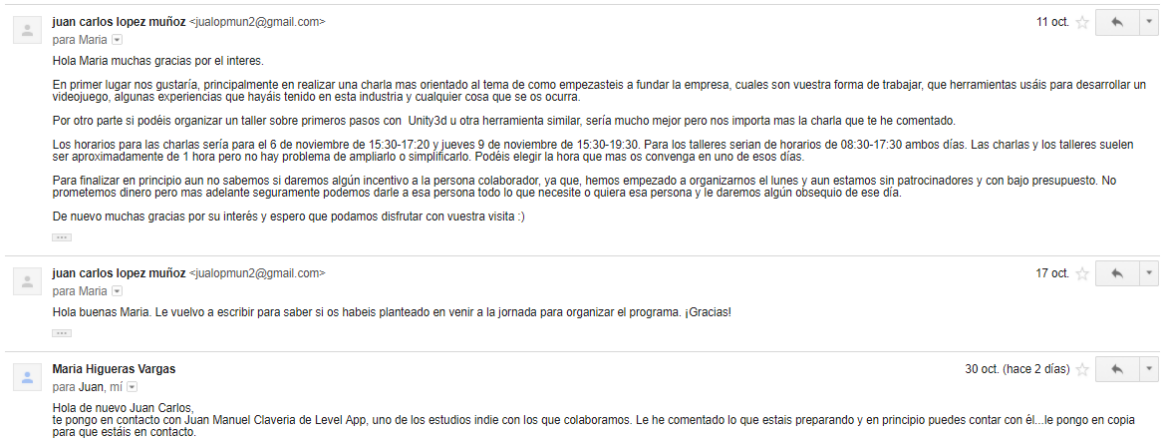 juan carlos lopez muñoz <jualopmun2@gmail.com>
11 oct.
para Maria
Hola Maria muchas gracias por el interes.
En primer lugar nos gustaría, principalmente en realizar una charla mas orientado al tema de como empezasteis a fundar la empresa, cuales son vuestra forma de trabajar, que herramientas usáis para desarrollar un
videojuego, algunas experiencias que hayáis tenido en esta industria y cualquier cosa que se os ocurra.
Por otro parte si podéis organizar un taller sobre primeros pasos con Unity3d u otra herramienta similar, sería mucho mejor pero nos importa mas la charla que te he comentado.
Los horarios para las charlas sería para el 6 de noviembre de 15:30-17:20 y jueves 9 de noviembre de 15:30-19:30. Para los talleres serian de horarios de 08:30-17:30 ambos días. Las charlas y los talleres suelen
ser aproximadamente de 1 hora pero no hay problema de ampliarlo o simplificarlo. Podéis elegir la hora que mas os convenga en uno de esos días.
Para finalizar en principio aun no sabemos si daremos algún incentivo a la persona colaborador, ya que, hemos empezado a organizarnos el lunes y aun estamos sin patrocinadores y con bajo presupuesto. No
prometemos dinero pero mas adelante seguramente podemos darle a esa persona todo lo que necesite o quiera esa persona y le daremos algún obsequio de ese día.
De nuevo muchas gracias por su interés y espero que podamos disfrutar con vuestra visita :)
juan carlos lopez muñoz <jualopmun2@gmail.com>
17 oct.
para Maria
Hola buenas Maria. Le vuelvo a escribir para saber si os habeis planteado en venir a la jornada para organizar el programa. ¡Gracias!
Maria Higueras Vargas
30 oct. (hace 2 días)
para Juan, mí
Hola de nuevo Juan Carlos,
te pongo en contacto con Juan Manuel Claveria de Level App, uno de los estudios indie con los que colaboramos. Le he comentado lo que estais preparando y en principio puedes contar con él...le pongo en copia
para que estáis en contacto.